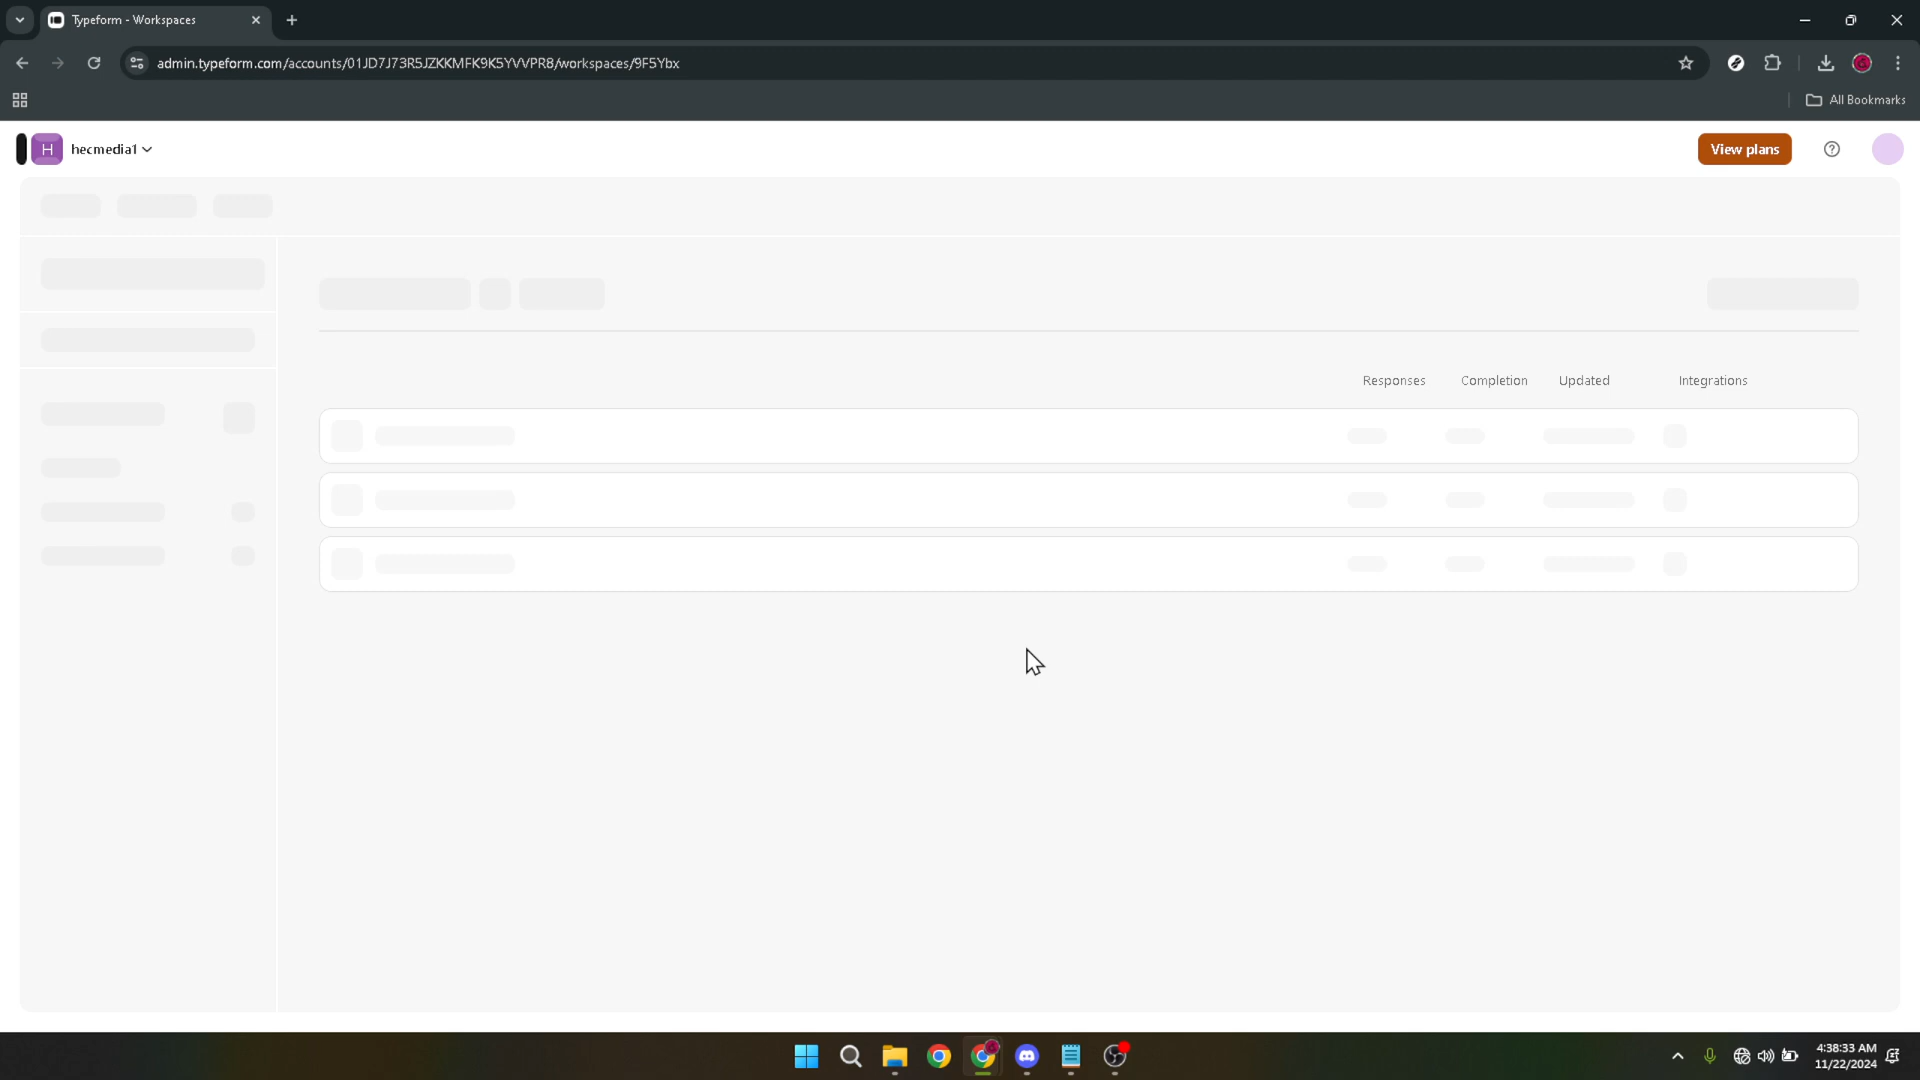 Typeform - Workspaces
admin.typeform.com/accounts/01JD7J73R5JZKKMFK9K5YVVPR8/workspaces/9F5Ybx
All Bookmarks
H hecmedia1
View plans
Responses Completion Updated Integrations
4:38:33 AM
11/22/2024